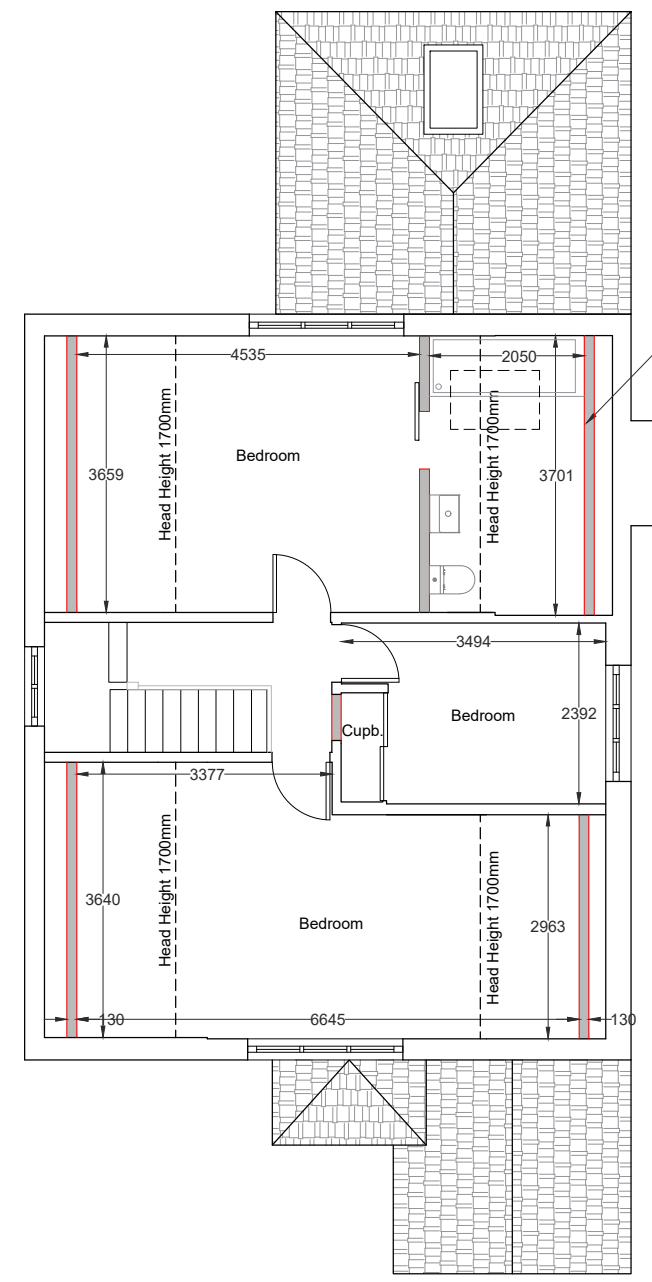 4535
2050
Head Height 1700mm
Head Height 1700mm
Bedroom
3659
3701
3494
Bedroom
2392
Cupb.
3377
Head Height 1700mm
Head Height 1700mm
3640
Bedroom
2963
130
6645
130